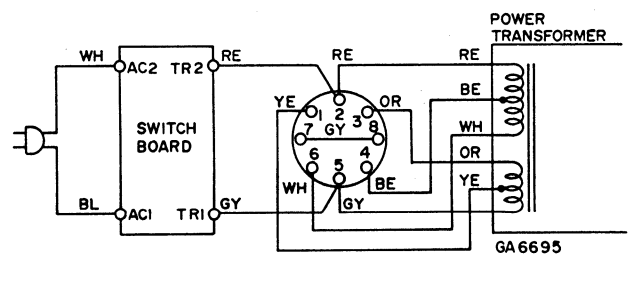 POWER
TRANSFORMER
WH
AC2
TR2
RE
RE
RE
YE
1
2
3
OR
BE
SWITCH
BOARD
7
GY
8
WH
6
5
4
OR
WH
BE
YE
BL
AC1
TR1
GY
GY
GA6695